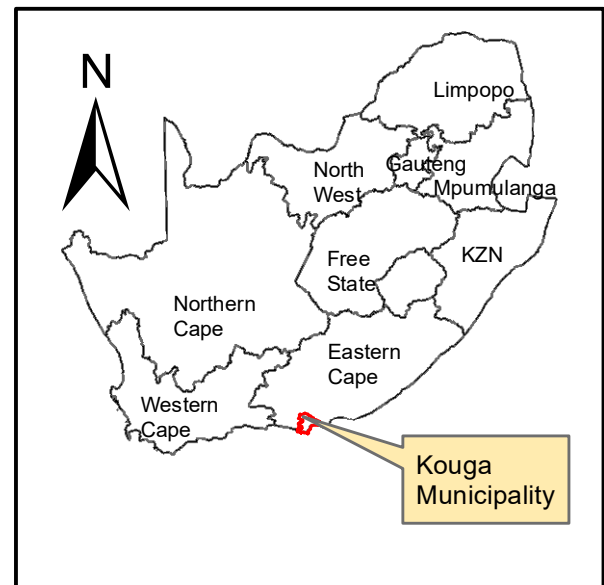 N
Limpopo
North
West
Gauteng
Mpumulanga
Free
State
KZN
Northern
Cape
Eastern
Cape
Western
Cape
Kouga
Municipality